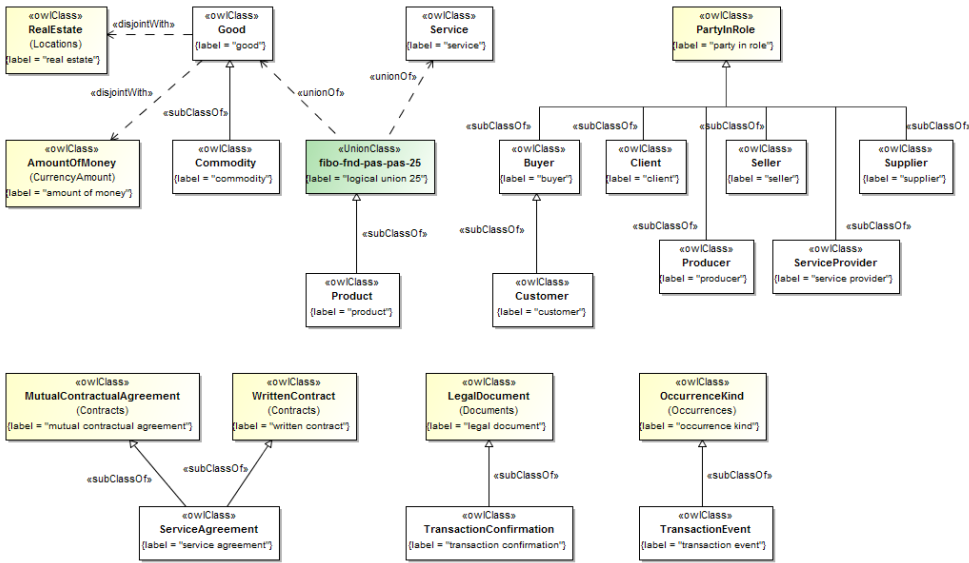 «owlClass»
RealEstate
(Locations)
{label = "real estate"}
«disjointWith»
«owlClass»
Good
{label = "good"}
«owlClass»
Service
{label = "service"}
«owlClass»
PartyInRole
{label = "party in role"}
«disjointWith»
«unionOf»
«unionOf»
«subClassOf»
«subClassOf»
«subClassOf»
«subClassOf»
«subClassOf»
«owlClass»
AmountOfMoney
(CurrencyAmount)
{label = "amount of money"}
«owlClass»
Commodity
{label = "commodity"}
«UnionClass»
fibo-fnd-pas-pas-25
{label = "logical union 25"}
«owlClass»
Buyer
{label = "buyer"}
«owlClass»
Client
{label = "client"}
«owlClass»
Seller
{label = "seller"}
«owlClass»
Supplier
{label = "supplier"}
«subClassOf»
«subClassOf»
«subClassOf»
«subClassOf»
«owlClass»
Producer
{label = "producer"}
«owlClass»
ServiceProvider
{label = "service provider"}
«owlClass»
Product
{label = "product"}
«owlClass»
Customer
{label = "customer"}
«owlClass»
MutualContractualAgreement
(Contracts)
{label = "mutual contractual agreement"}
«owlClass»
WrittenContract
(Contracts)
{label = "written contract"}
«owlClass»
LegalDocument
(Documents)
{label = "legal document"}
«owlClass»
OccurrenceKind
(Occurrences)
{label = "occurrence kind"}
«subClassOf»
«subClassOf»
«subClassOf»
«subClassOf»
«owlClass»
ServiceAgreement
{label = "service agreement"}
«owlClass»
TransactionConfirmation
{label = "transaction confirmation"}
«owlClass»
TransactionEvent
{label = "transaction event"}